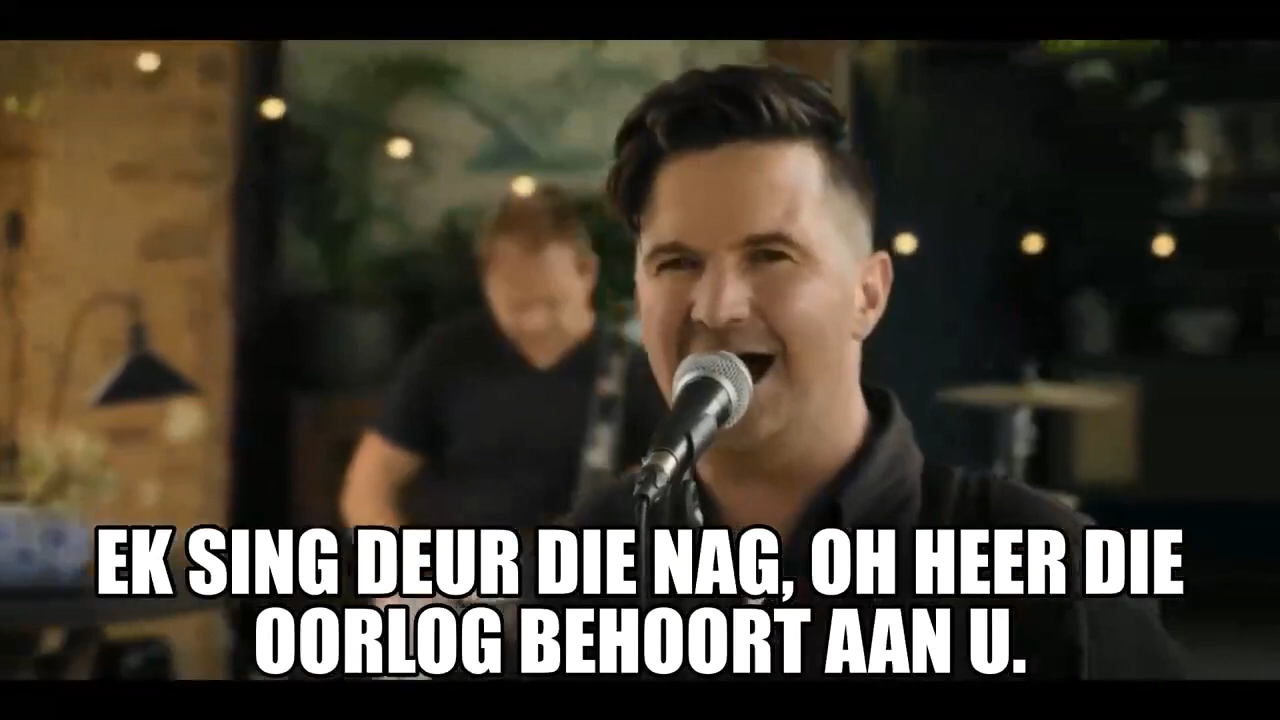 EK SING DEUR DIE NAG, OH HEER DIE
OORLOG BEHOORT AAN U.